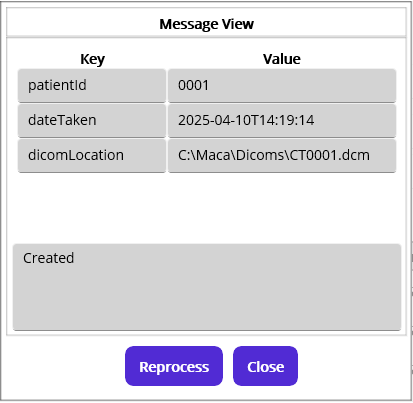 Message View
Key Value
patientId 0001
dateTaken 2025-04-10T14:19:14
dicomLocation C:\Maca\Dicoms\CT0001.dcm
Created
Reprocess Close